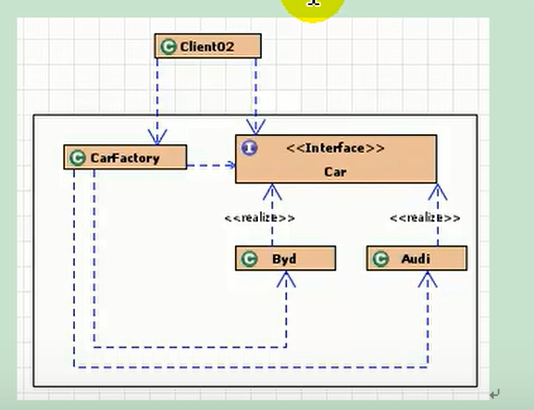 C Client02
C CarFactory
I <<Interface>>
Car
<<realize>>
<<realize>>
C Byd
C Audi